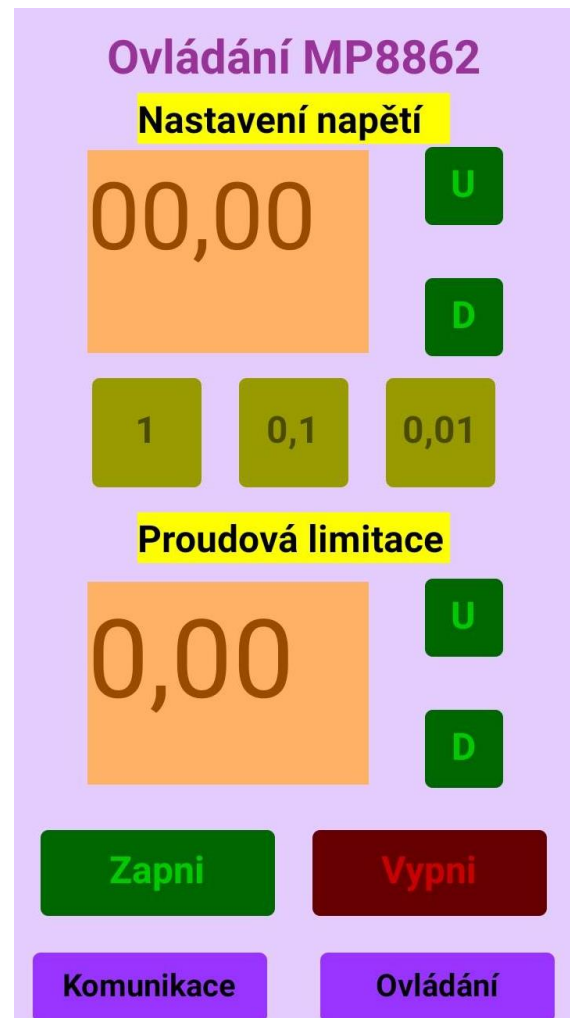 Ovládání MP8862
Nastavení napětí
00,00
U
D
1 0,1 0,01
Proudová limitace
0,00
U
D
Zapni Vypni
Komunikace Ovládání